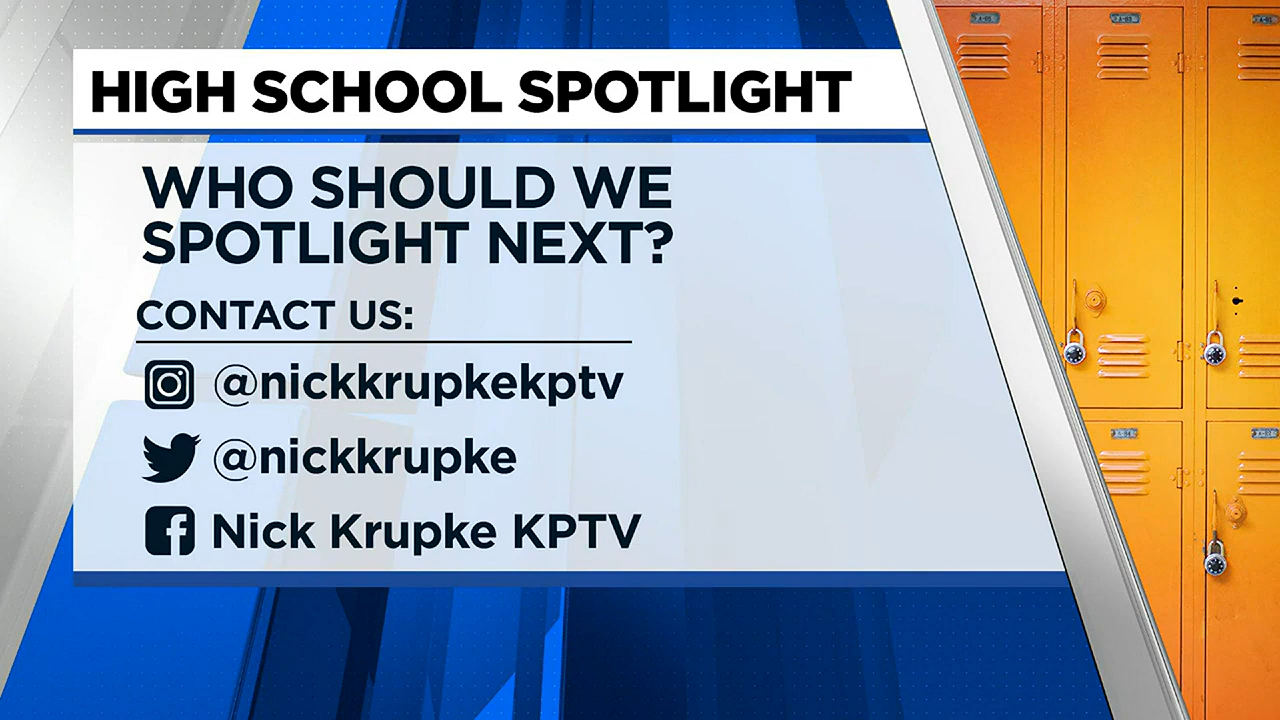 HIGH SCHOOL SPOTLIGHT
WHO SHOULD WE
SPOTLIGHT NEXT?
CONTACT US:
@nickkrupkekptv
@nickkrupke
Nick Krupke KPTV